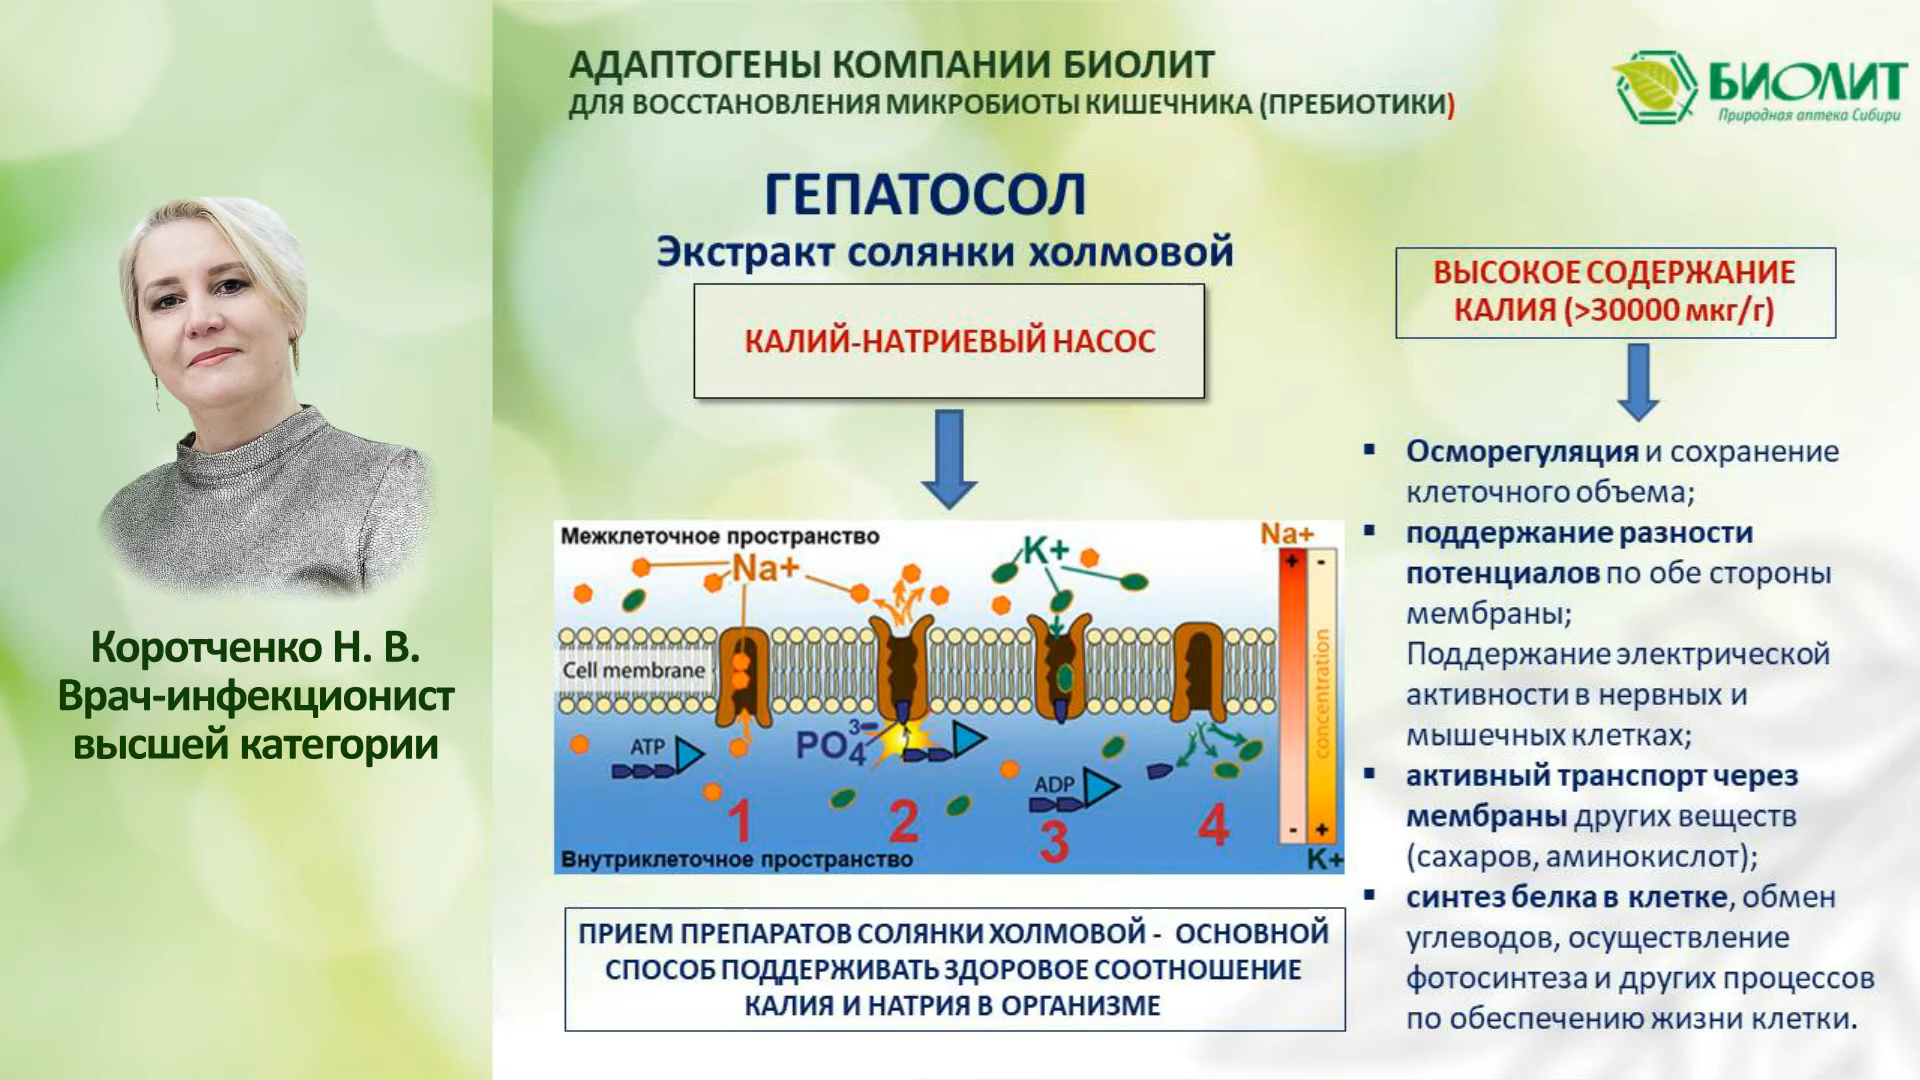 АДАПТОГЕНЫ КОМПАНИИ БИОЛИТ
ДЛЯ ВОССТАНОВЛЕНИЯ МИКРОБИОТЫ КИШЕЧНИКА (ПРЕБИОТИКИ)
БИОЛИТ
Природная аптека Сибири
Коротченко Н. В.
Врач-инфекционист
высшей категории
ГЕПАТОСОЛ
Экстракт солянки холмовой
КАЛИЙ-НАТРИЕВЫЙ НАСОС
Межклеточное пространство
Na+
K+
Na+
+ -
Cell membrane
concentration
ATP
PO₄³⁻
ADP
1 2 3 4
- +
Внутриклеточное пространство
K+
ПРИЕМ ПРЕПАРАТОВ СОЛЯНКИ ХОЛМОВОЙ - ОСНОВНОЙ
СПОСОБ ПОДДЕРЖИВАТЬ ЗДОРОВОЕ СООТНОШЕНИЕ
КАЛИЯ И НАТРИЯ В ОРГАНИЗМЕ
ВЫСОКОЕ СОДЕРЖАНИЕ
КАЛИЯ (>30000 мкг/г)
▪ Осморегуляция и сохранение
клеточного объема;
▪ поддержание разности
потенциалов по обе стороны
мембраны;
Поддержание электрической
активности в нервных и
мышечных клетках;
▪ активный транспорт через
мембраны других веществ
(сахаров, аминокислот);
▪ синтез белка в клетке, обмен
углеводов, осуществление
фотосинтеза и других процессов
по обеспечению жизни клетки.